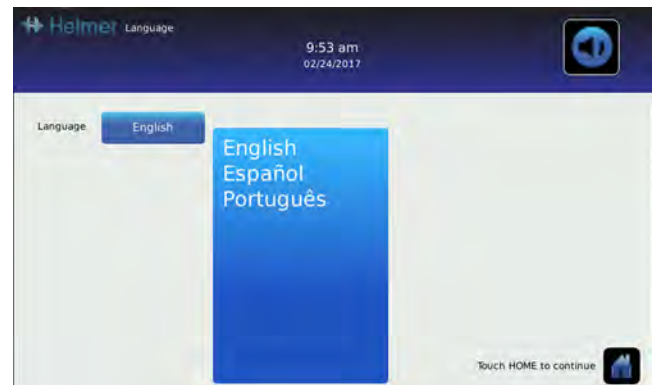 Helmer Language
9:53 am
02/24/2017
Language English
English
Español
Português
Touch HOME to continue